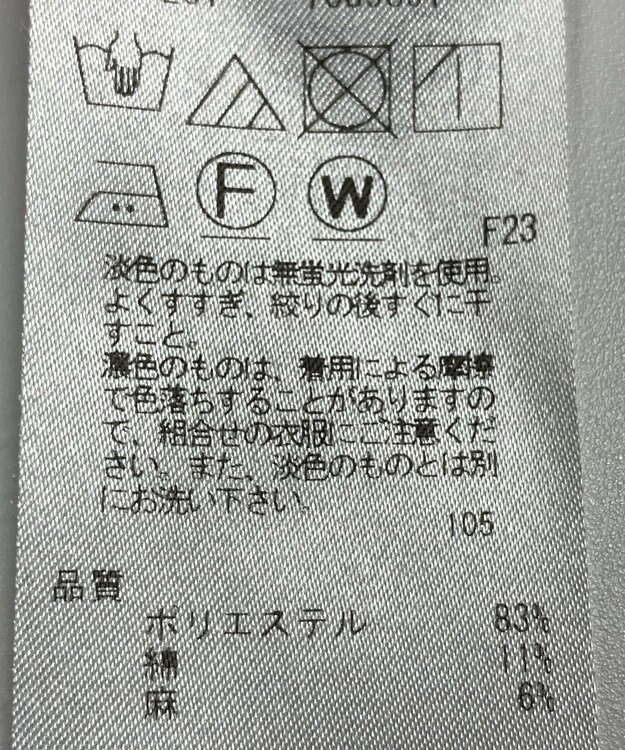 F W
F23
淡色のものは無蛍光洗剤を使用。
よくすすぎ、絞りの後すぐに干
すこと。
濃色のものは、着用による摩擦
で色落ちすることがありますの
で、組合せの衣服にご注意くだ
さい。また、淡色のものとは別
にお洗い下さい。
105
品質
ポリエステル 83%
綿 11%
麻 6%